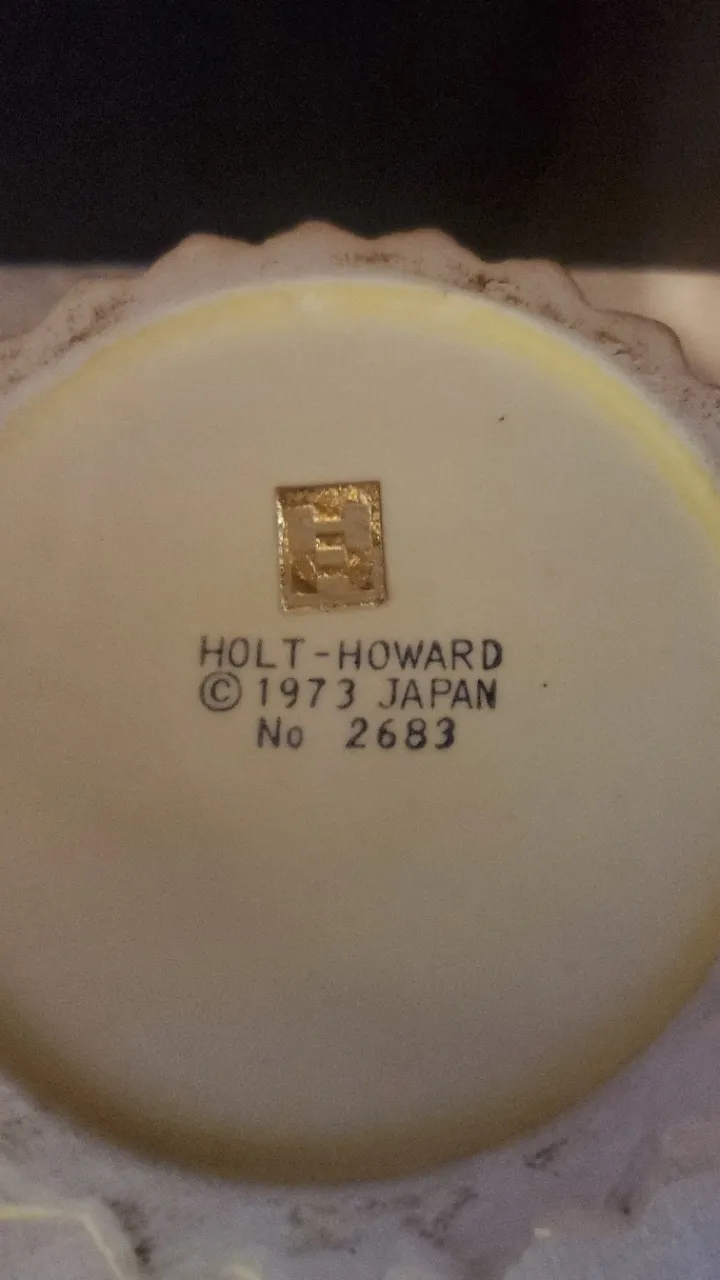 H
HOLT-HOWARD
© 1973 JAPAN
No 2683